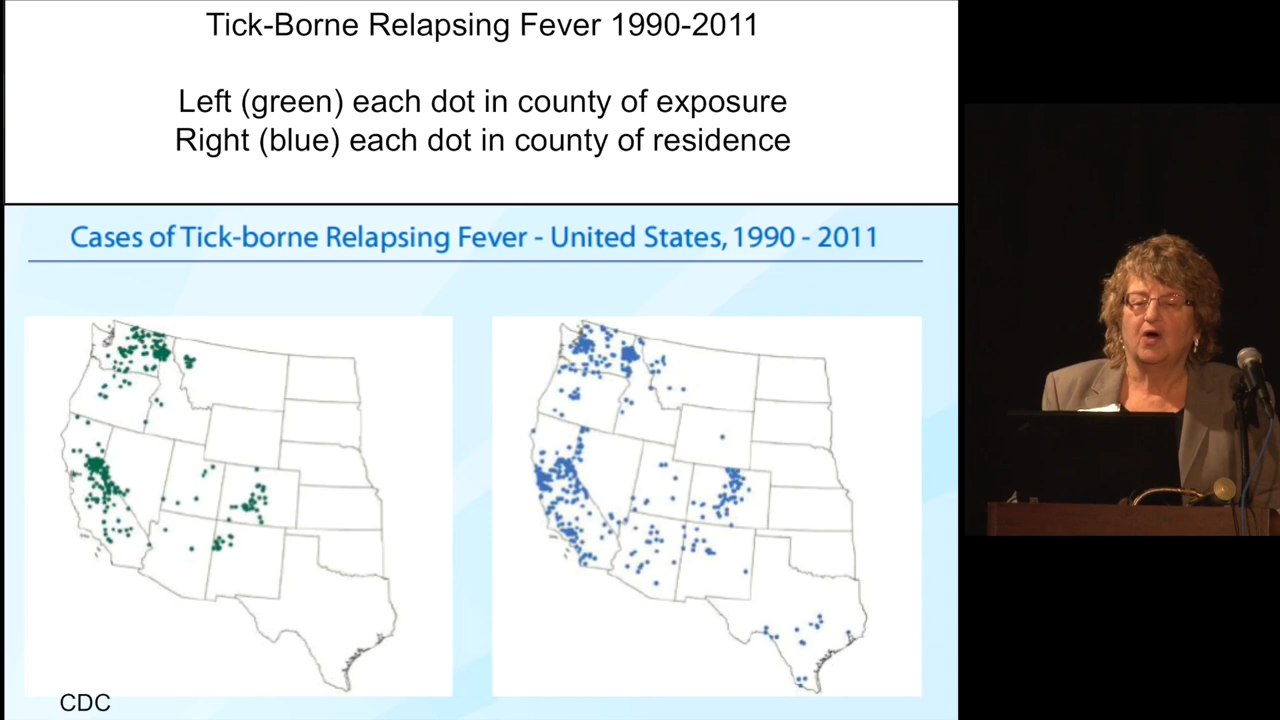 Tick-Borne Relapsing Fever 1990-2011
Left (green) each dot in county of exposure
Right (blue) each dot in county of residence
Cases of Tick-borne Relapsing Fever - United States, 1990 - 2011
CDC